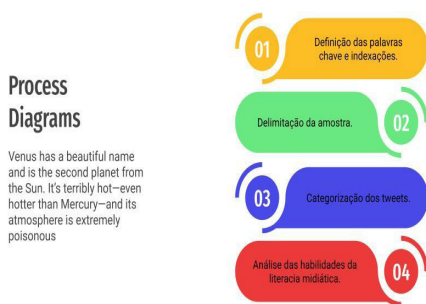 Process
Diagrams
Venus has a beautiful name
and is the second planet from
the Sun. It's terribly hot—even
hotter than Mercury—and its
atmosphere is extremely
poisonous
01
Definição das palavras
chave e indexações.
Delimitação da amostra.
02
03
Categorização dos tweets.
Análise das habilidades da
literacia midiática.
04